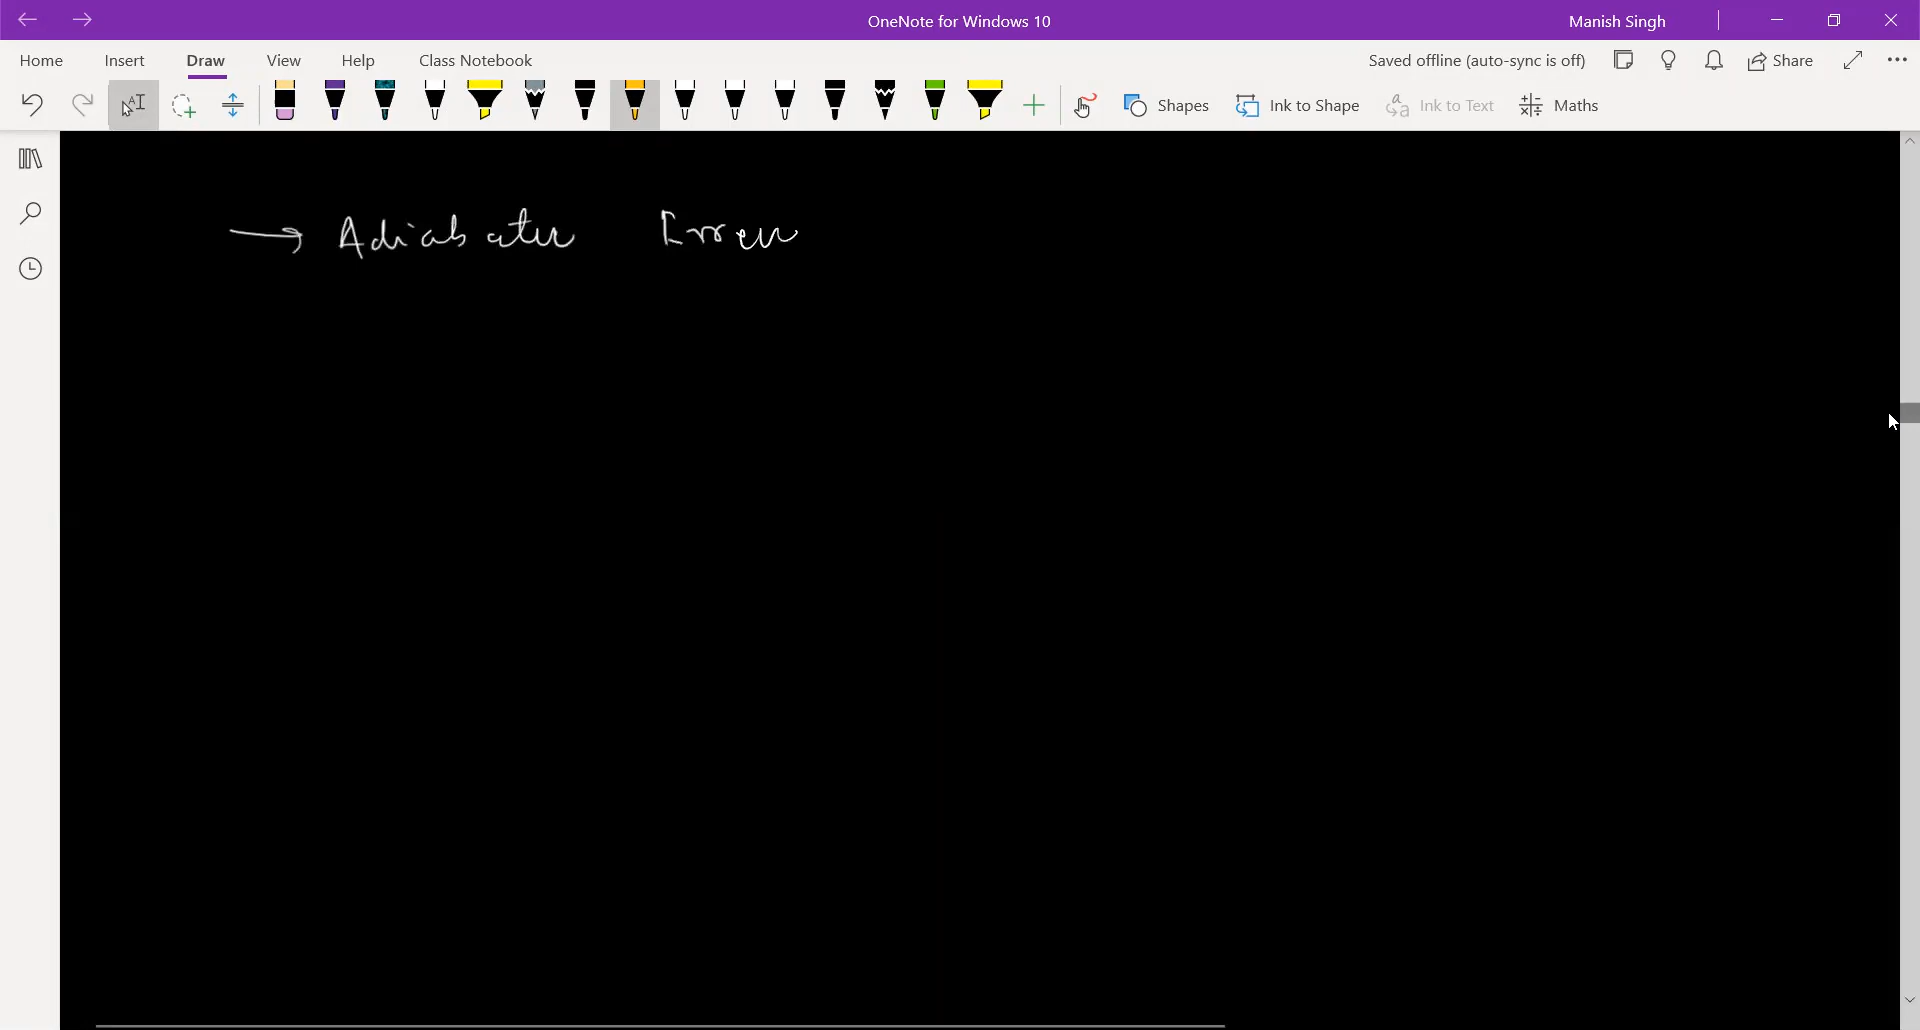 OneNote for Windows 10
Manish Singh
Home Insert Draw View Help Class Notebook
Saved offline (auto-sync is off)
Share
Shapes
Ink to Shape
Ink to Text
Maths
→ Adiabatic Irrev